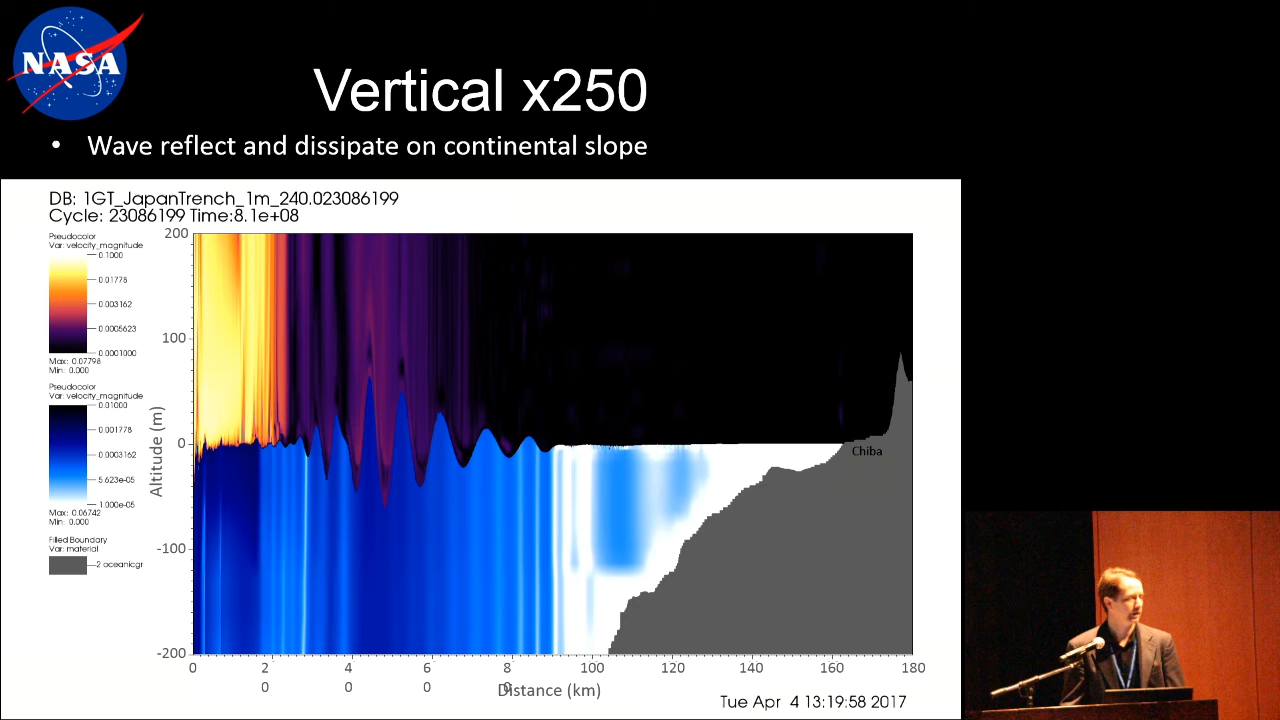 NASA
Vertical x250
• Wave reflect and dissipate on continental slope
DB: 1GT_JapanTrench_1m_240.023086199
Cycle: 23086199 Time:8.1e+08
Pseudocolor
Var: velocity_magnitude
0.1000
0.01778
0.003162
0.0005623
0.0001000
Max: 0.07798
Min: 0.000
Pseudocolor
Var: velocity_magnitude
0.01000
0.001778
0.0003162
5.623e-05
1.000e-05
Max: 0.06742
Min: 0.000
Filled Boundary
Var: material
2 oceanicgr
Altitude (m)
200
100
0
-100
-200
Chiba
0 20 40 60 80 100 120 140 160 180
Distance (km)
Tue Apr 4 13:19:58 2017